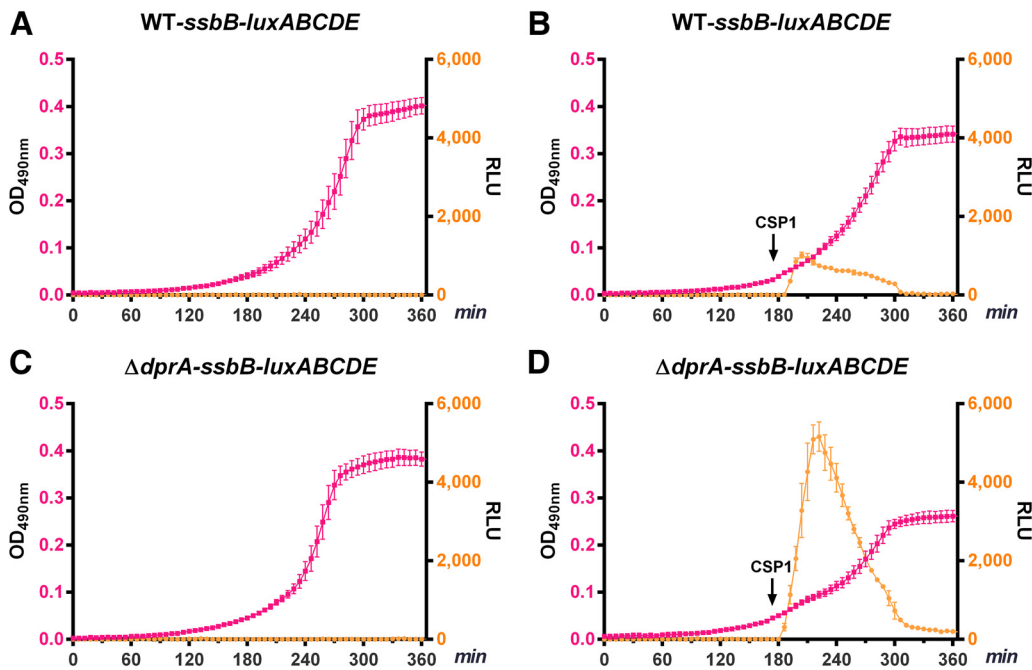 A WT-ssbB-luxABCDE
0.5 6,000
0.4
4,000
0.3
OD490nm RLU
0.2
2,000
0.1
0.0 0
0 60 120 180 240 300 360 min
B WT-ssbB-luxABCDE
0.5 6,000
0.4
4,000
0.3
OD490nm RLU
0.2
2,000
CSP1
0.1
0.0 0
0 60 120 180 240 300 360 min
C ΔdprA-ssbB-luxABCDE
0.5 6,000
0.4
4,000
0.3
OD490nm RLU
0.2
2,000
0.1
0.0 0
0 60 120 180 240 300 360 min
D ΔdprA-ssbB-luxABCDE
0.5 6,000
0.4
4,000
0.3
OD490nm RLU
0.2
2,000
CSP1
0.1
0.0 0
0 60 120 180 240 300 360 min